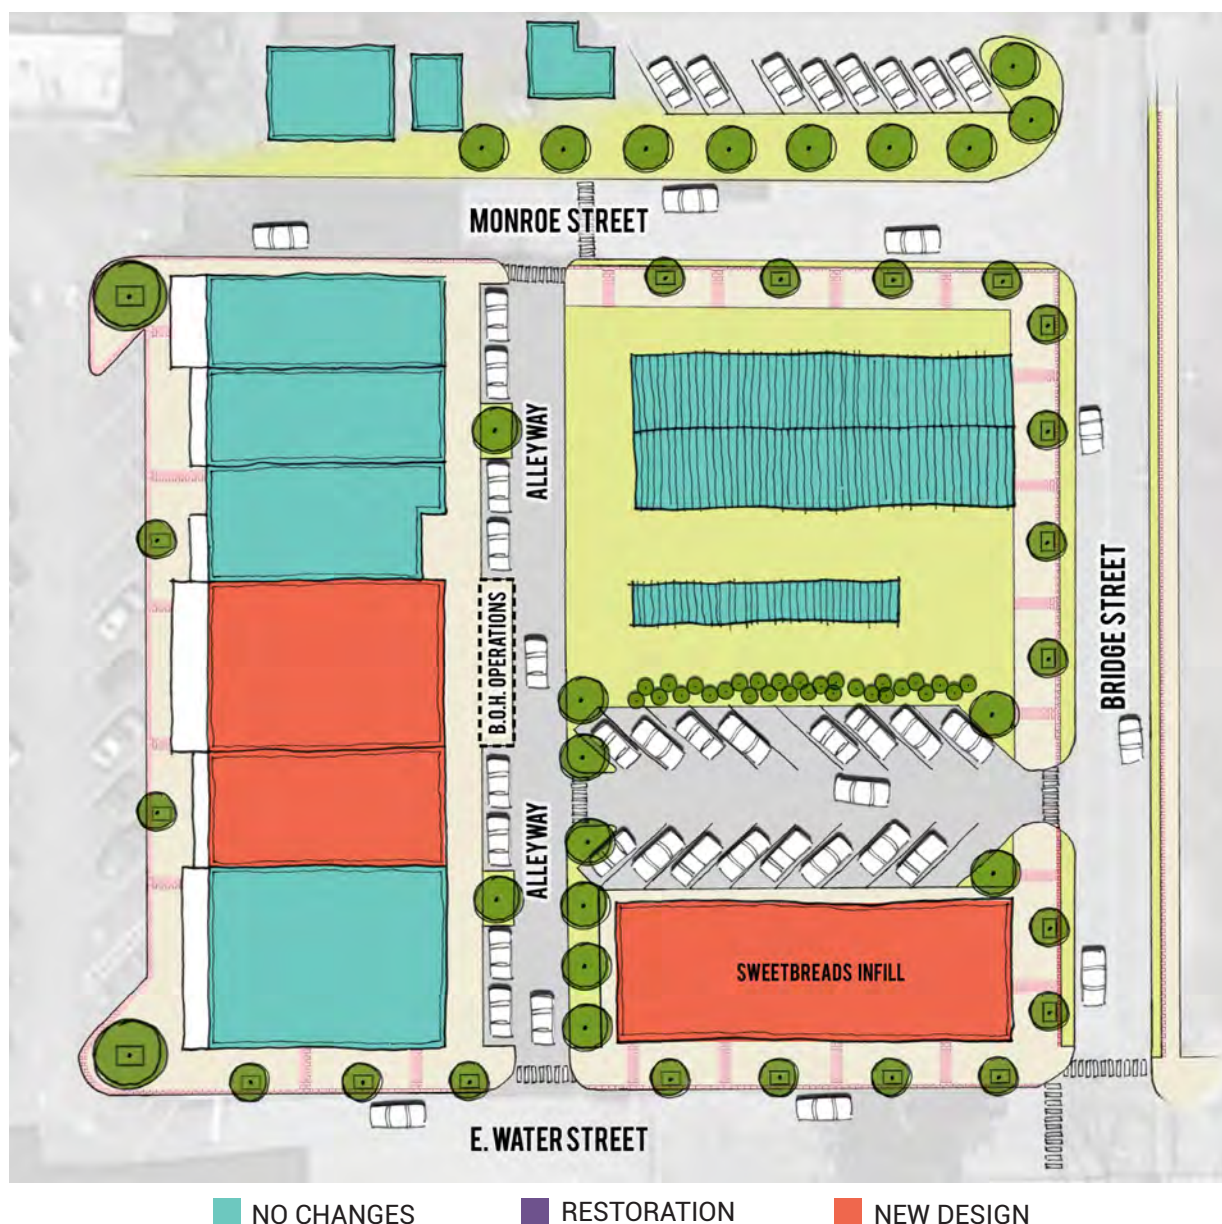 MONROE STREET
ALLEYWAY
B.O.H. OPERATIONS
BRIDGE STREET
ALLEYWAY
SWEETBREADS INFILL
E. WATER STREET
NO CHANGES
RESTORATION
NEW DESIGN